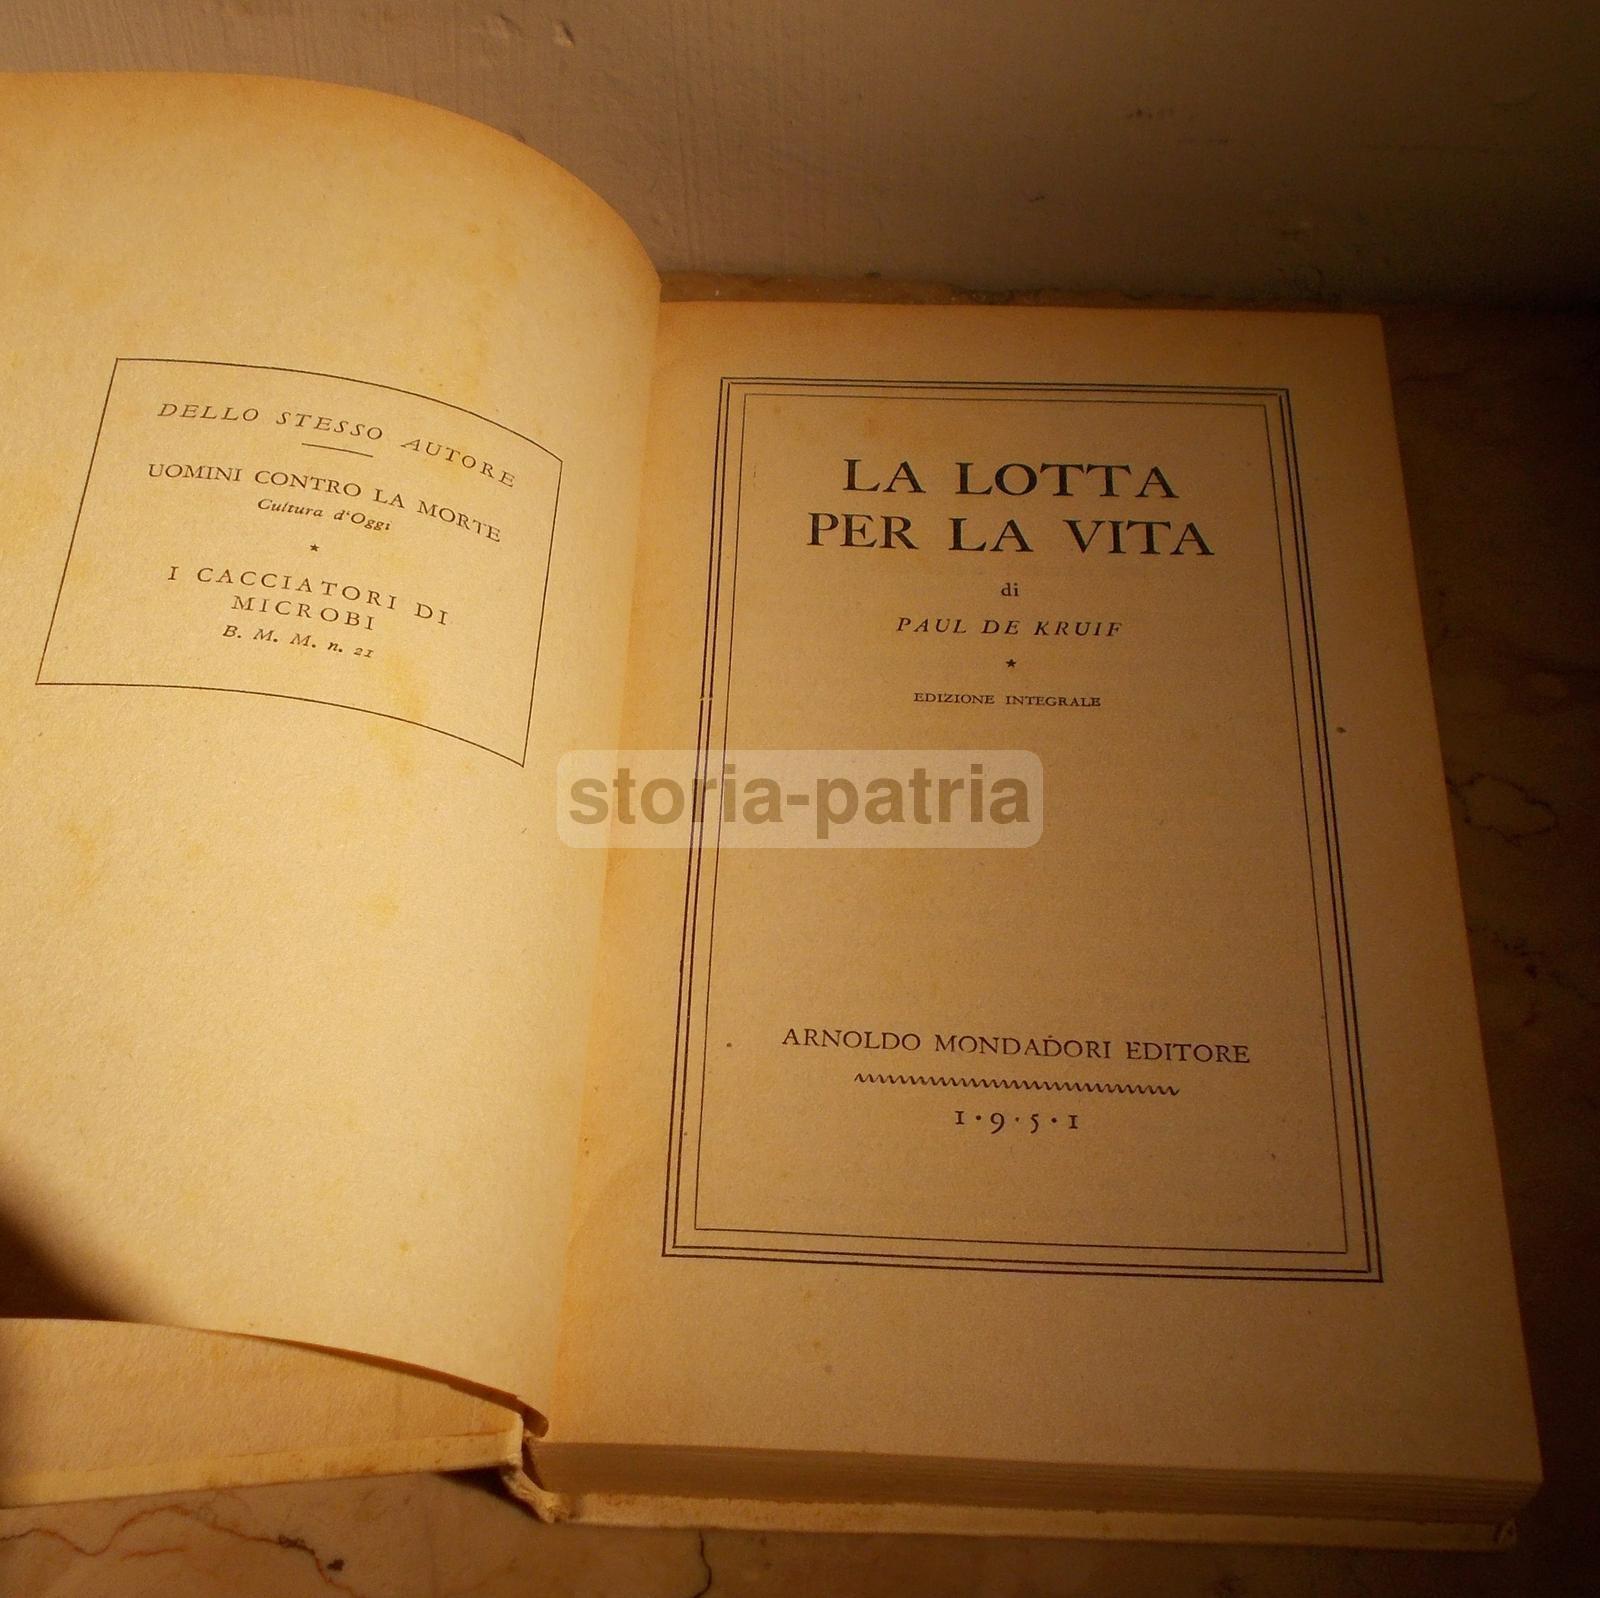 DELLO STESSO AUTORE
UOMINI CONTRO LA MORTE
Cultura d'Oggi
★
I CACCIATORI DI
MICROBI
B. M. M. n. 21
LA LOTTA
PER LA VITA
di
PAUL DE KRUIF
★
EDIZIONE INTEGRALE
storia-patria
ARNOLDO MONDADORI EDITORE
1·9·5·1